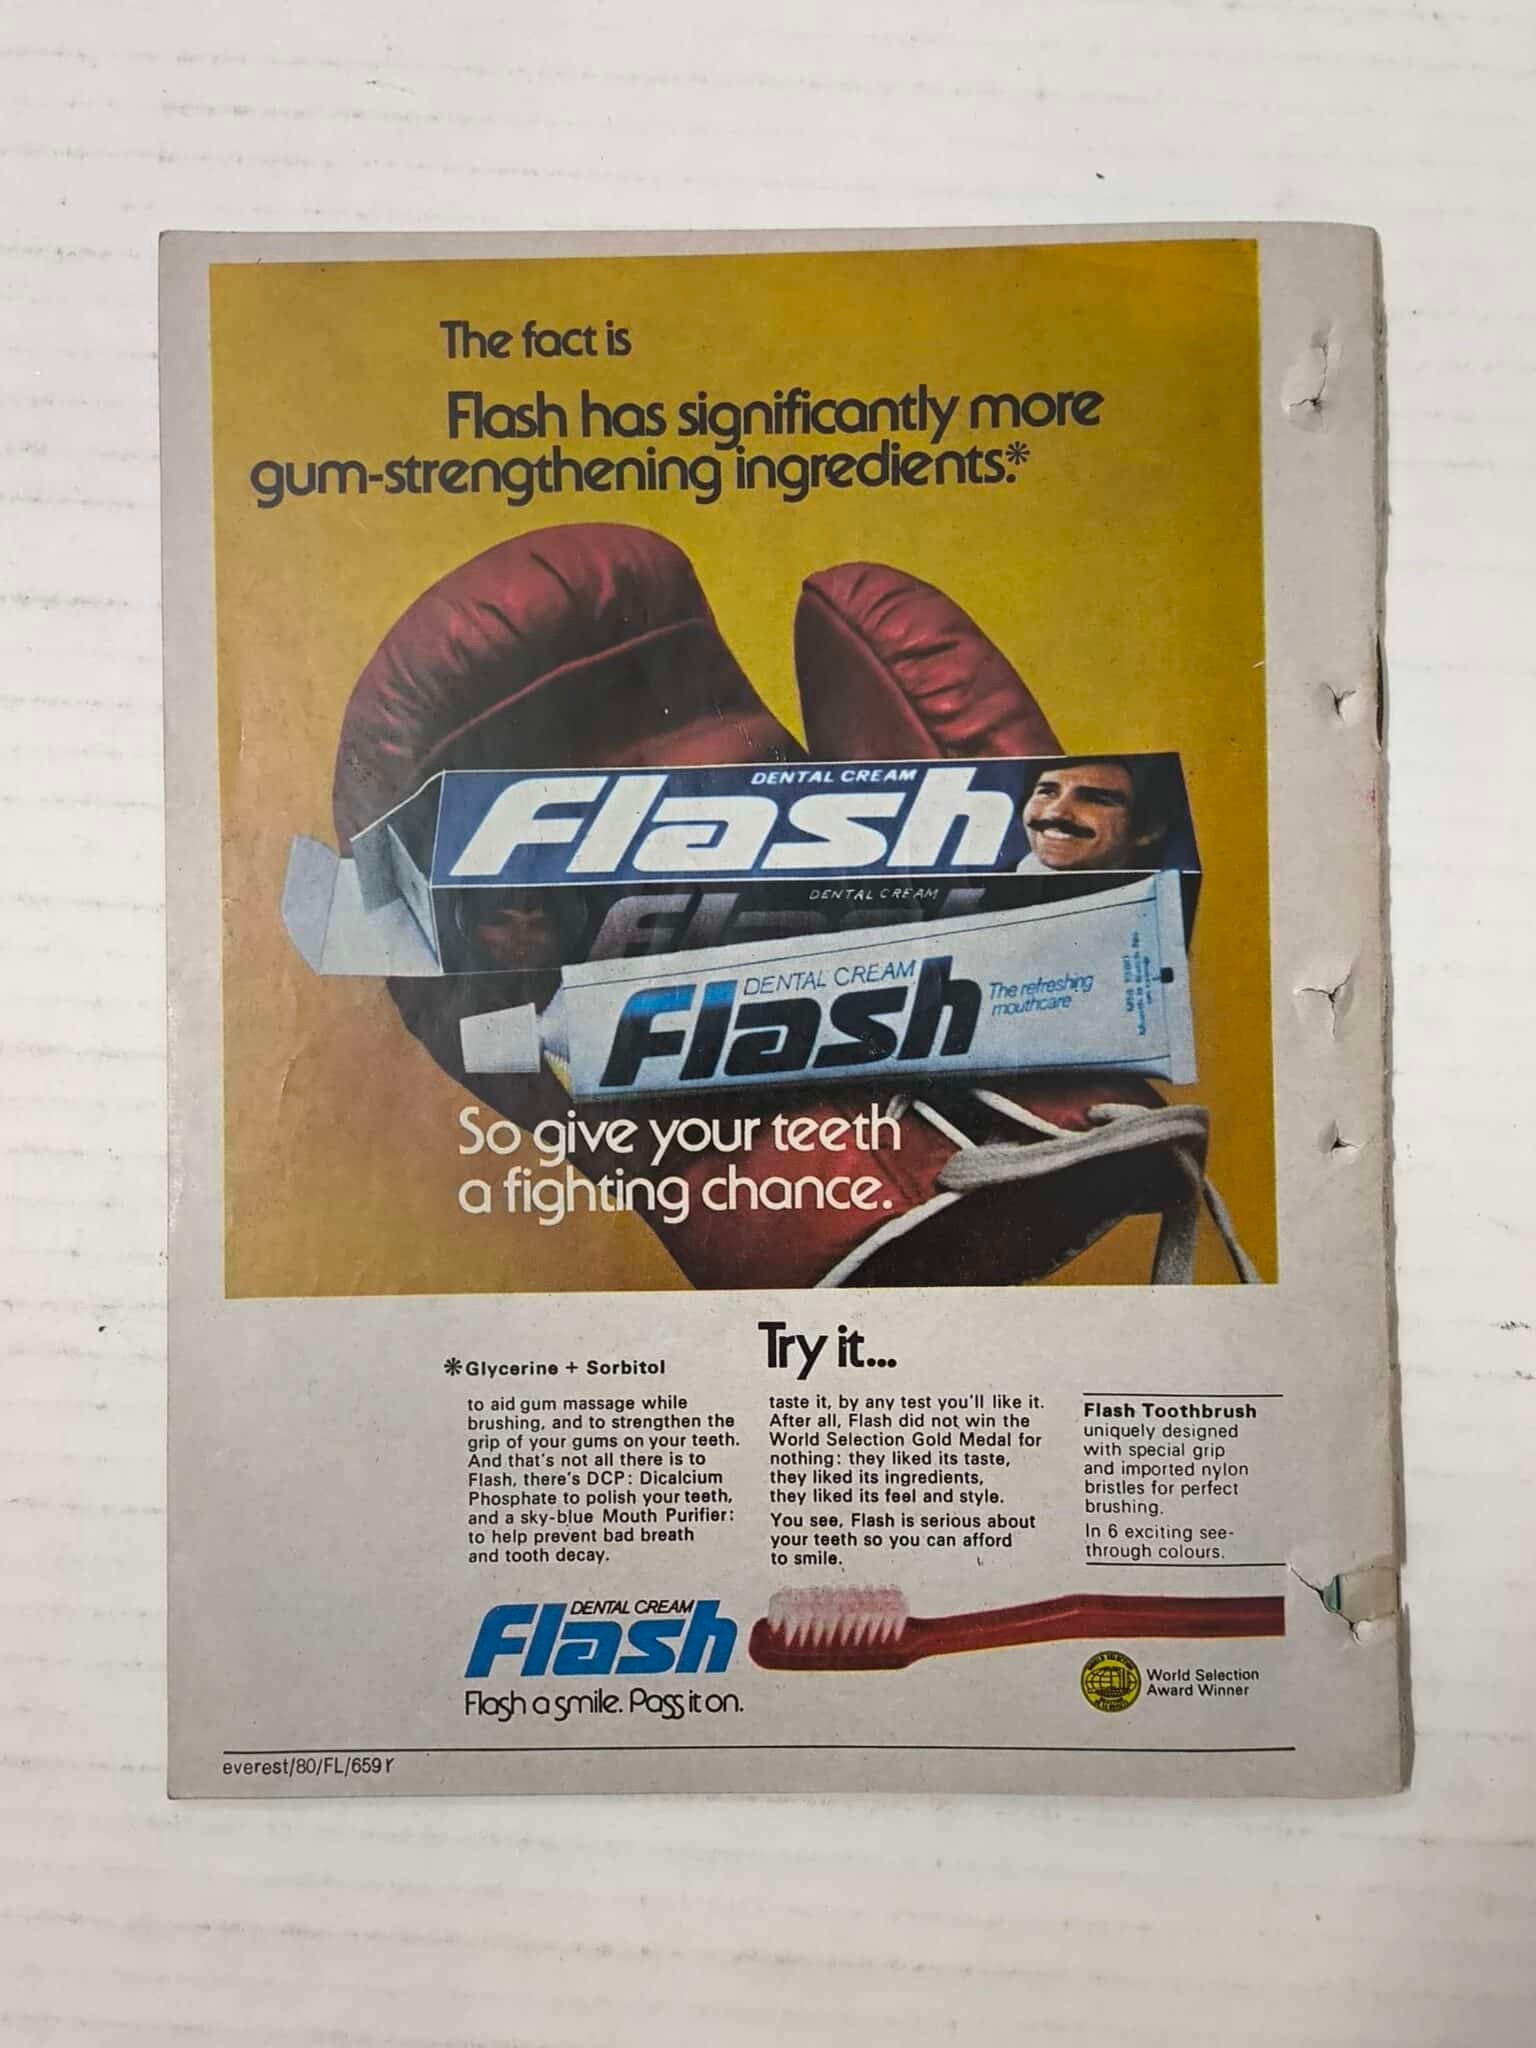 The fact is
Flash has significantly more
gum-strengthening ingredients.*
DENTAL CREAM
Flash
DENTAL CREAM
Flash
DENTAL CREAM
Flash
The refreshing
mouthcare
So give your teeth
a fighting chance.
*Glycerine + Sorbitol
to aid gum massage while
brushing, and to strengthen the
grip of your gums on your teeth.
And that's not all there is to
Flash, there's DCP: Dicalcium
Phosphate to polish your teeth,
and a sky-blue Mouth Purifier:
to help prevent bad breath
and tooth decay.
Try it...
taste it, by any test you'll like it.
After all, Flash did not win the
World Selection Gold Medal for
nothing: they liked its taste,
they liked its ingredients,
they liked its feel and style.
You see, Flash is serious about
your teeth so you can afford
to smile.
Flash Toothbrush
uniquely designed
with special grip
and imported nylon
bristles for perfect
brushing.
In 6 exciting see-
through colours.
DENTAL CREAM
Flash
Flash a smile. Pass it on.
World Selection
Award Winner
everest/80/FL/659 r